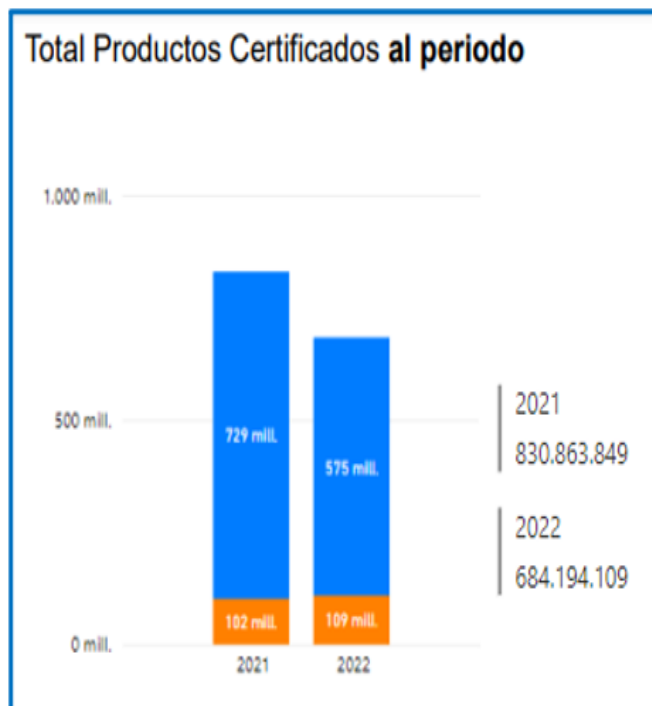 Total Productos Certificados al periodo
1.000 mill.
500 mill.
0 mill.
729 mill.
102 mill.
575 mill.
109 mill.
2021
2022
2021
830.863.849
2022
684.194.109